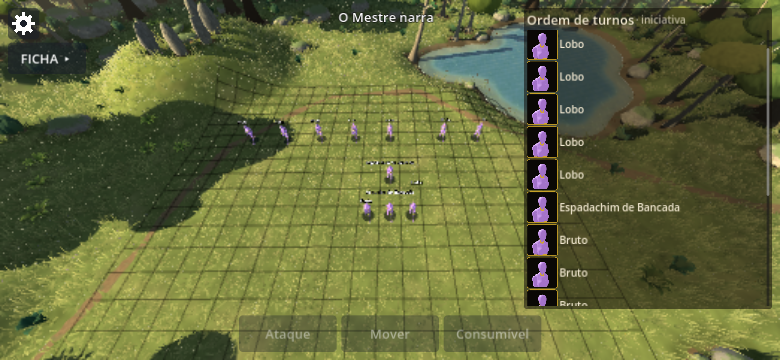 O Mestre narra
Ordem de turnos iniciativa
FICHA
Lobo
Lobo
Lobo
Lobo
Lobo
Espadachim de Bancada
Bruto
Bruto
Bruto
Ataque
Mover
Consumível